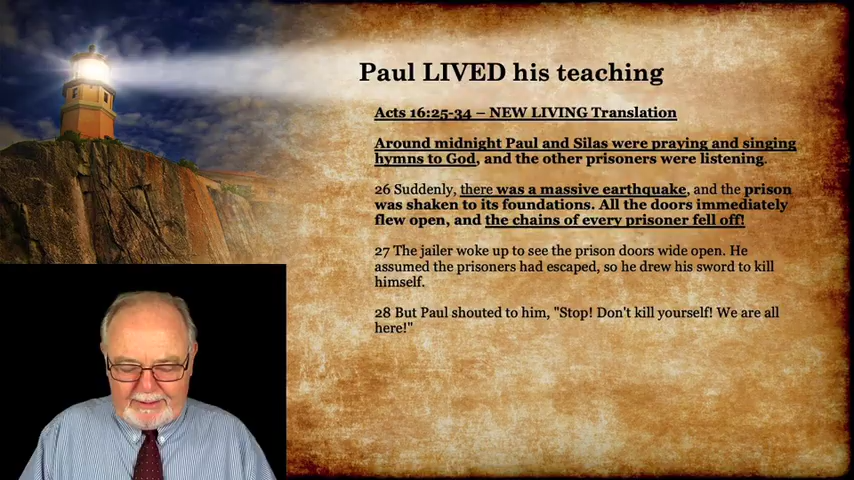 Paul LIVED his teaching
Acts 16:25-34 – NEW LIVING Translation
Around midnight Paul and Silas were praying and singing
hymns to God, and the other prisoners were listening.
26 Suddenly, there was a massive earthquake, and the prison
was shaken to its foundations. All the doors immediately
flew open, and the chains of every prisoner fell off!
27 The jailer woke up to see the prison doors wide open. He
assumed the prisoners had escaped, so he drew his sword to kill
himself.
28 But Paul shouted to him, "Stop! Don't kill yourself! We are all
here!"